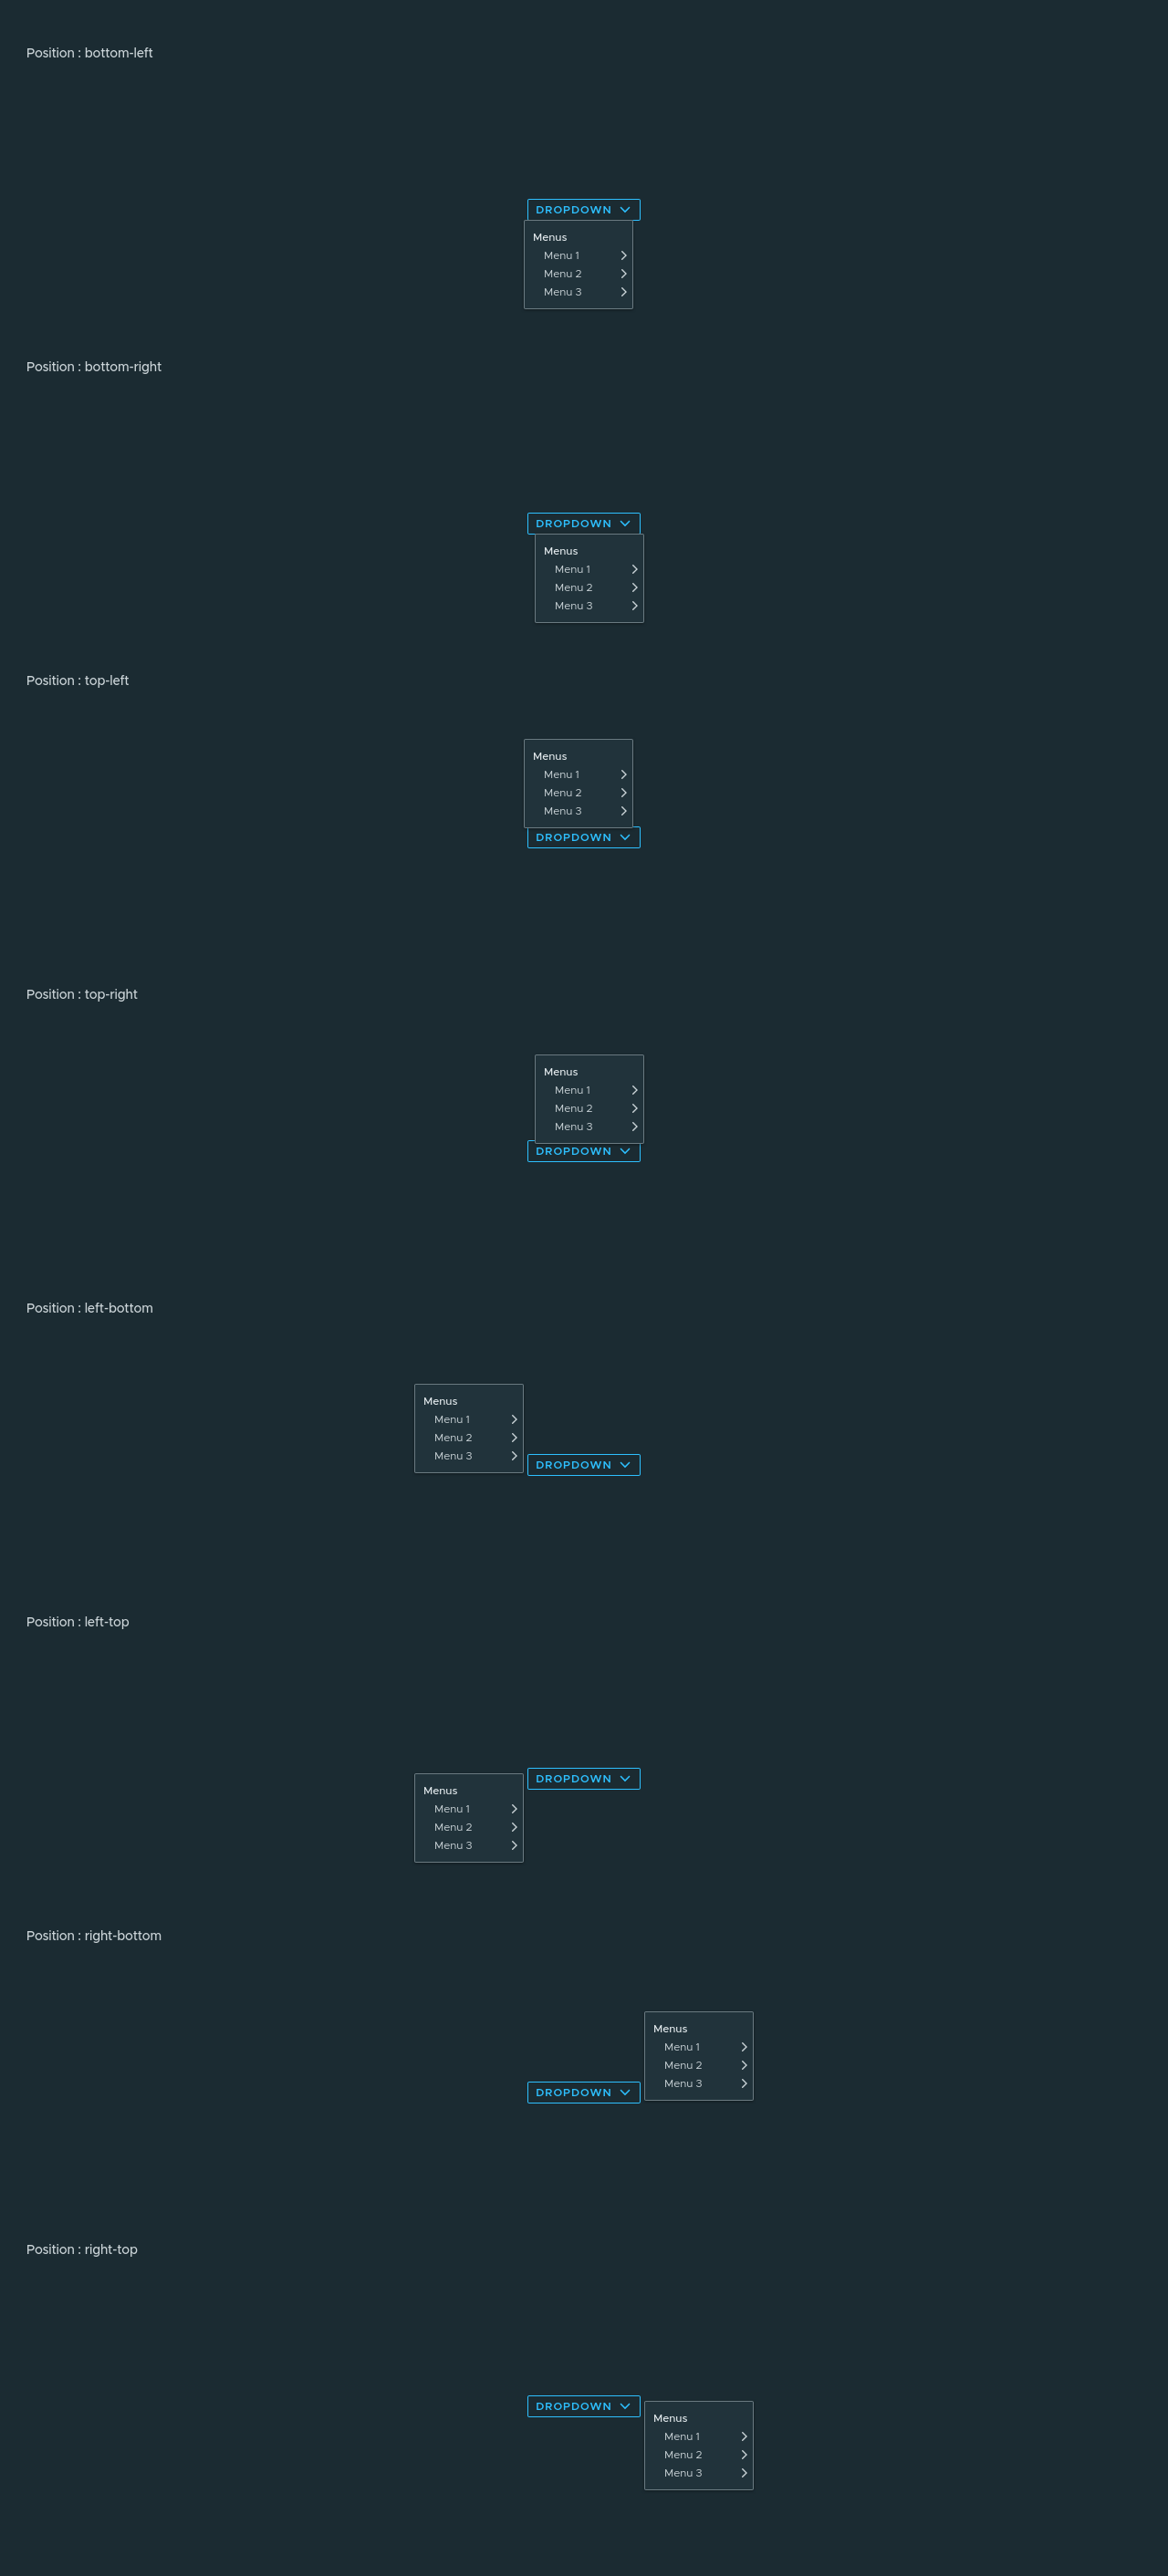 Position : bottom-left
DROPDOWN
Menus
Menu 1
Menu 2
Menu 3
Position : bottom-right
DROPDOWN
Menus
Menu 1
Menu 2
Menu 3
Position : top-left
Menus
Menu 1
Menu 2
Menu 3
DROPDOWN
Position : top-right
Menus
Menu 1
Menu 2
Menu 3
DROPDOWN
Position : left-bottom
Menus
Menu 1
Menu 2
Menu 3
DROPDOWN
Position : left-top
DROPDOWN
Menus
Menu 1
Menu 2
Menu 3
Position : right-bottom
Menus
Menu 1
Menu 2
Menu 3
DROPDOWN
Position : right-top
DROPDOWN
Menus
Menu 1
Menu 2
Menu 3